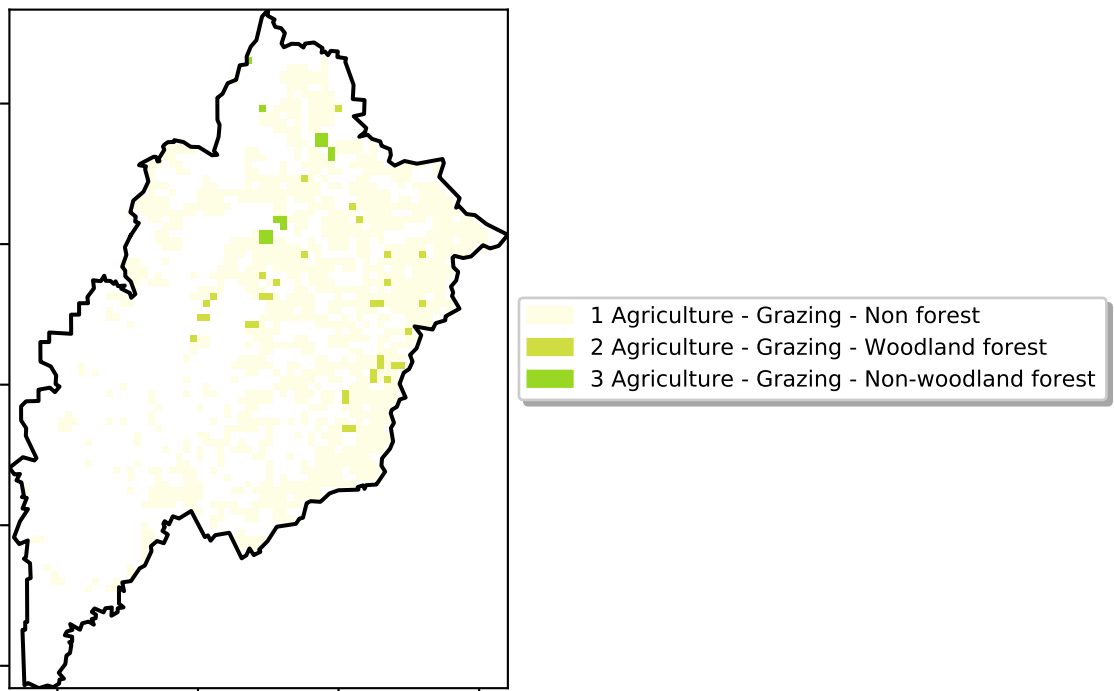 1 Agriculture - Grazing - Non forest
2 Agriculture - Grazing - Woodland forest
3 Agriculture - Grazing - Non-woodland forest